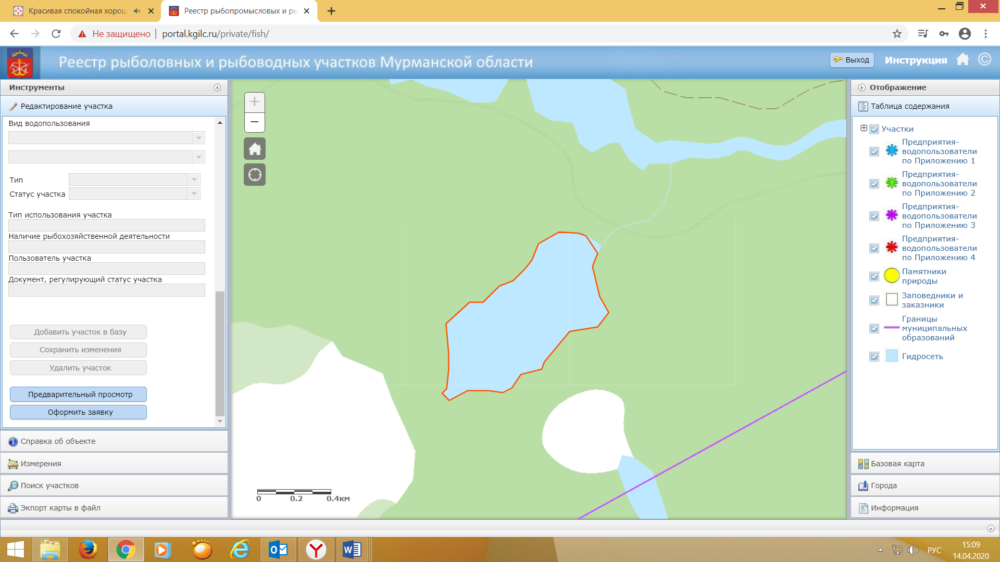 Красивая спокойная хорош
Реестр рыбопромысловых и ры
Не защищено
portal.kgilc.ru/private/fish/
Реестр рыболовных и рыбоводных участков Мурманской области
Выход
Инструкция
©
Инструменты
Редактирование участка
Вид водопользования
Тип
Статус участка
Тип использования участка
Наличие рыбохозяйственной деятельности
Пользователь участка
Документ, регулирующий статус участка
Добавить участок в базу
Сохранить изменения
Удалить участок
Предварительный просмотр
Оформить заявку
Справка об объекте
Измерения
Поиск участков
Экспорт карты в файл
+
−
0 0.2 0.4км
Отображение
Таблица содержания
Участки
Предприятия-
водопользователи
по Приложению 1
Предприятия-
водопользователи
по Приложению 2
Предприятия-
водопользователи
по Приложению 3
Предприятия-
водопользователи
по Приложению 4
Памятники
природы
Заповедники и
заказники
Границы
муниципальных
образований
Гидросеть
Базовая карта
Города
Информация
РУС
15:09
14.04.2020